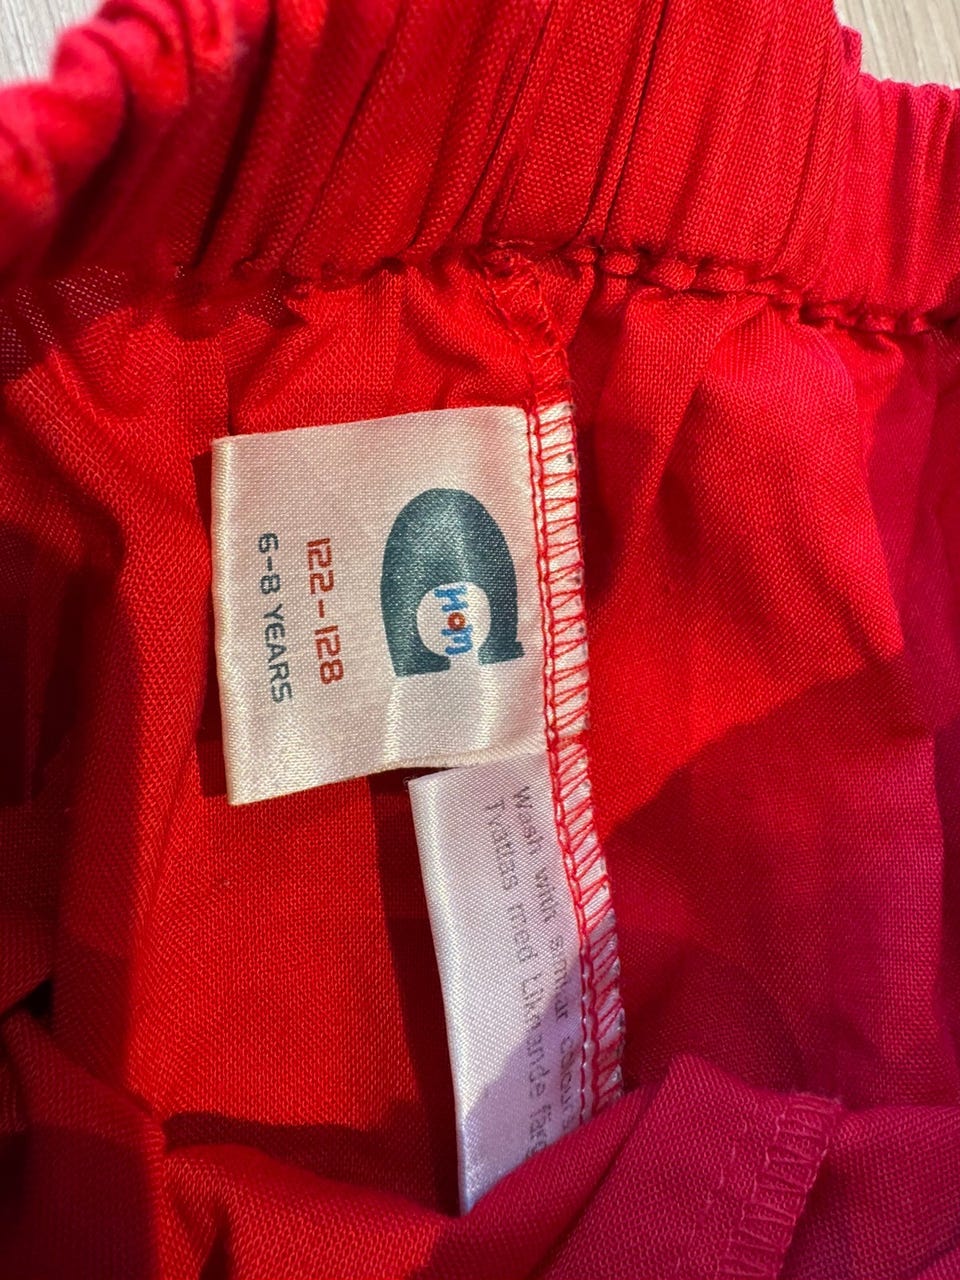 122-128
6-8 YEARS
Wash with similar colours
Tvättas med liknande färg